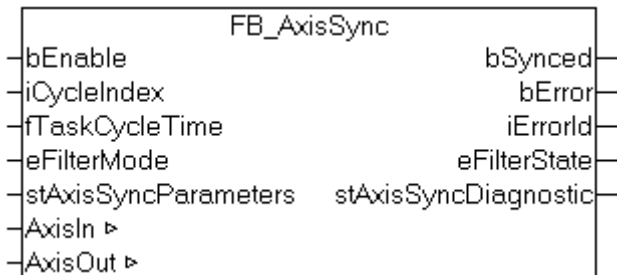 FB_AxisSync
bEnable bSynced
iCycleIndex bError
fTaskCycleTime iErrorId
eFilterMode eFilterState
stAxisSyncParameters stAxisSyncDiagnostic
AxisIn ▹
AxisOut ▹